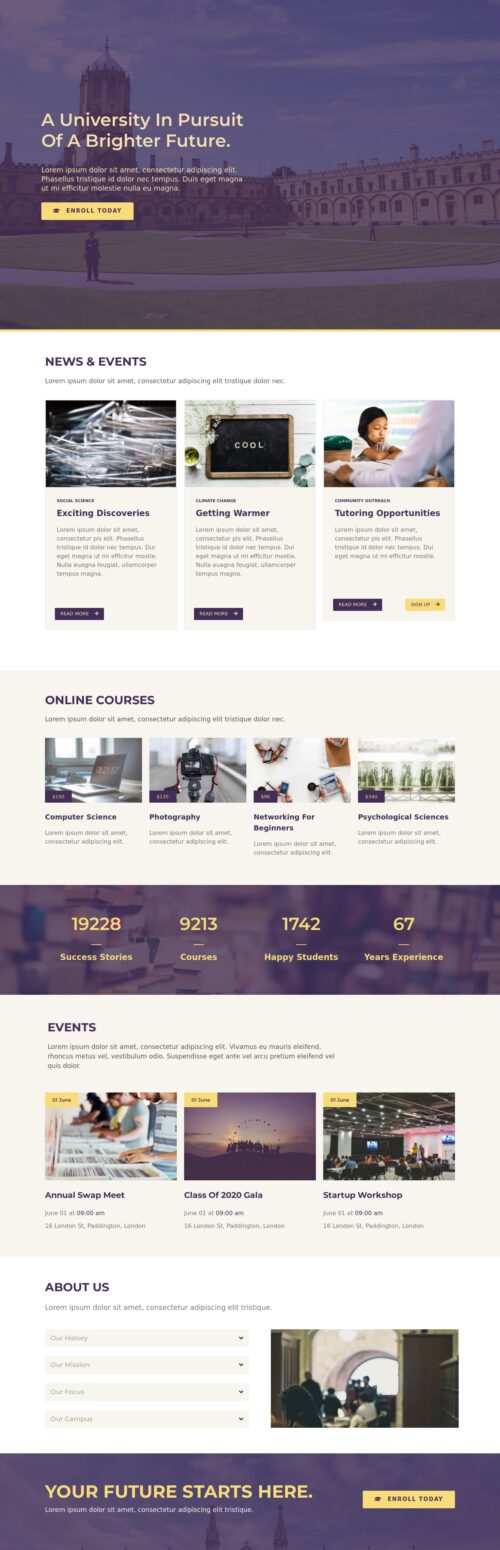 A University In Pursuit
Of A Brighter Future.
Lorem ipsum dolor sit amet, consectetur adipiscing elit.
Phasellus tristique id dolor nec tempus. Duis eget magna
ut mi efficitur molestie nulla eu magna.
ENROLL TODAY
NEWS & EVENTS
Lorem ipsum dolor sit amet, consectetur adipiscing elit tristique dolor nec.
COOL
SOCIAL SCIENCE
Exciting Discoveries
Lorem ipsum dolor sit amet,
consectetur pis elit. Phasellus
tristique id dolor nec tempus. Dui
eget magna ut mi efficitur mostie.
Nulla euagna feugiat, ullamcorper
tempus magna.
READ MORE
CLIMATE CHANGE
Getting Warmer
Lorem ipsum dolor sit amet,
consectetur pis elit. Phasellus
tristique id dolor nec tempus. Dui
eget magna ut mi efficitur mostie.
Nulla euagna feugiat, ullamcorper
tempus magna.
READ MORE
COMMUNITY OUTREACH
Tutoring Opportunities
Lorem ipsum dolor sit amet,
consectetur pis elit. Phasellus
tristique id dolor nec tempus. Dui
eget magna ut mi efficitur mostie.
READ MORE
SIGN UP
ONLINE COURSES
Lorem ipsum dolor sit amet, consectetur adipiscing elit tristique dolor nec.
$150
Computer Science
Lorem ipsum dolor sit amet,
consectetur adipiscing elit.
$135
Photography
Lorem ipsum dolor sit amet,
consectetur adipiscing elit.
$90
Networking For
Beginners
Lorem ipsum dolor sit amet,
consectetur adipiscing elit.
$340
Psychological Sciences
Lorem ipsum dolor sit amet,
consectetur adipiscing elit.
19228
Success Stories
9213
Courses
1742
Happy Students
67
Years Experience
EVENTS
Lorem ipsum dolor sit amet, consectetur adipiscing elit. Vivamus eu mauris eleifend,
rhoncus metus vel, vestibulum odio. Suspendisse eget ante vel arcu pretium eleifend vel
quis dolor.
01 June
Annual Swap Meet
June 01 at 09:00 am
16 London St, Paddington, London
01 June
Class Of 2020 Gala
June 01 at 09:00 am
16 London St, Paddington, London
01 June
Startup Workshop
June 01 at 09:00 am
16 London St, Paddington, London
ABOUT US
Lorem ipsum dolor sit amet, consectetur adipiscing elit tristique.
Our History
Our Mission
Our Focus
Our Campus
YOUR FUTURE STARTS HERE.
Lorem ipsum dolor sit amet, consectetur adipiscing elit tristique.
ENROLL TODAY